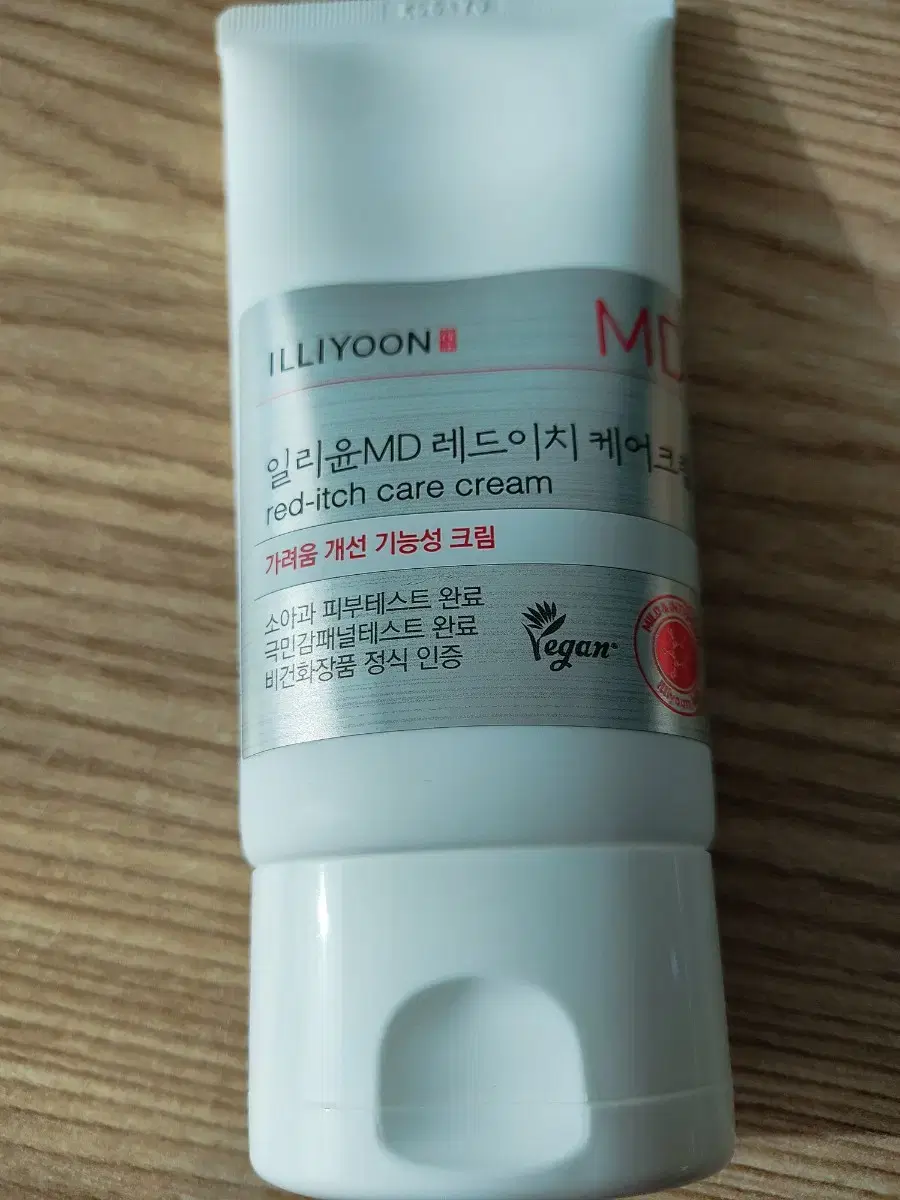 ILLIYOON
MD
일리윤MD 레드이치 케어크림
red-itch care cream
가려움 개선 기능성 크림
소아과 피부테스트 완료
극민감패널테스트 완료
비건화장품 정식 인증
Vegan
MILD &